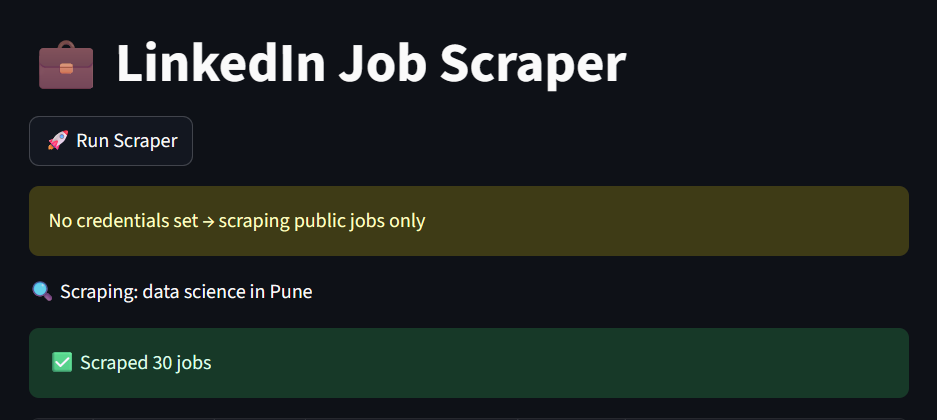 LinkedIn Job Scraper
Run Scraper
No credentials set → scraping public jobs only
Scraping: data science in Pune
Scraped 30 jobs